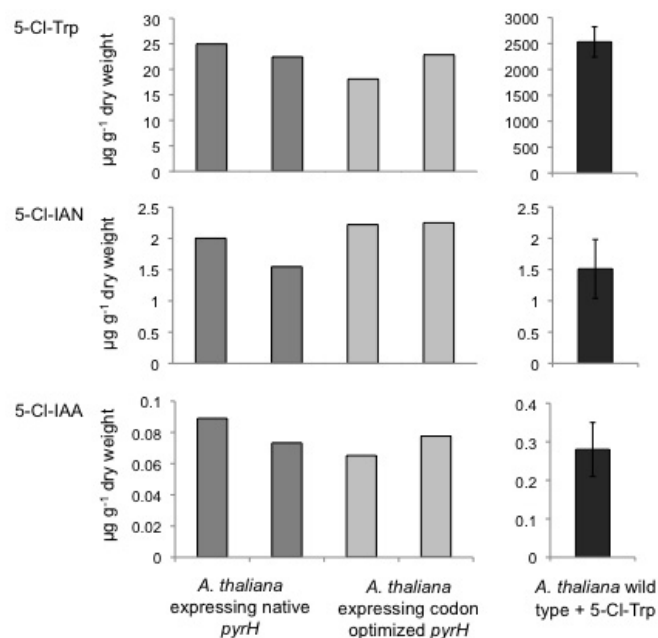 5-Cl-Trp
µg g⁻¹ dry weight
30
25
20
15
10
5
0
3000
2500
2000
1500
1000
500
0
5-Cl-IAN
µg g⁻¹ dry weight
2.5
2
1.5
1
0.5
0
2.5
2
1.5
1
0.5
0
5-Cl-IAA
µg g⁻¹ dry weight
0.1
0.08
0.06
0.04
0.02
0
0.4
0.3
0.2
0.1
0
A. thaliana
expressing native
pyrH
A. thaliana
expressing codon
optimized pyrH
A. thaliana wild
type + 5-Cl-Trp